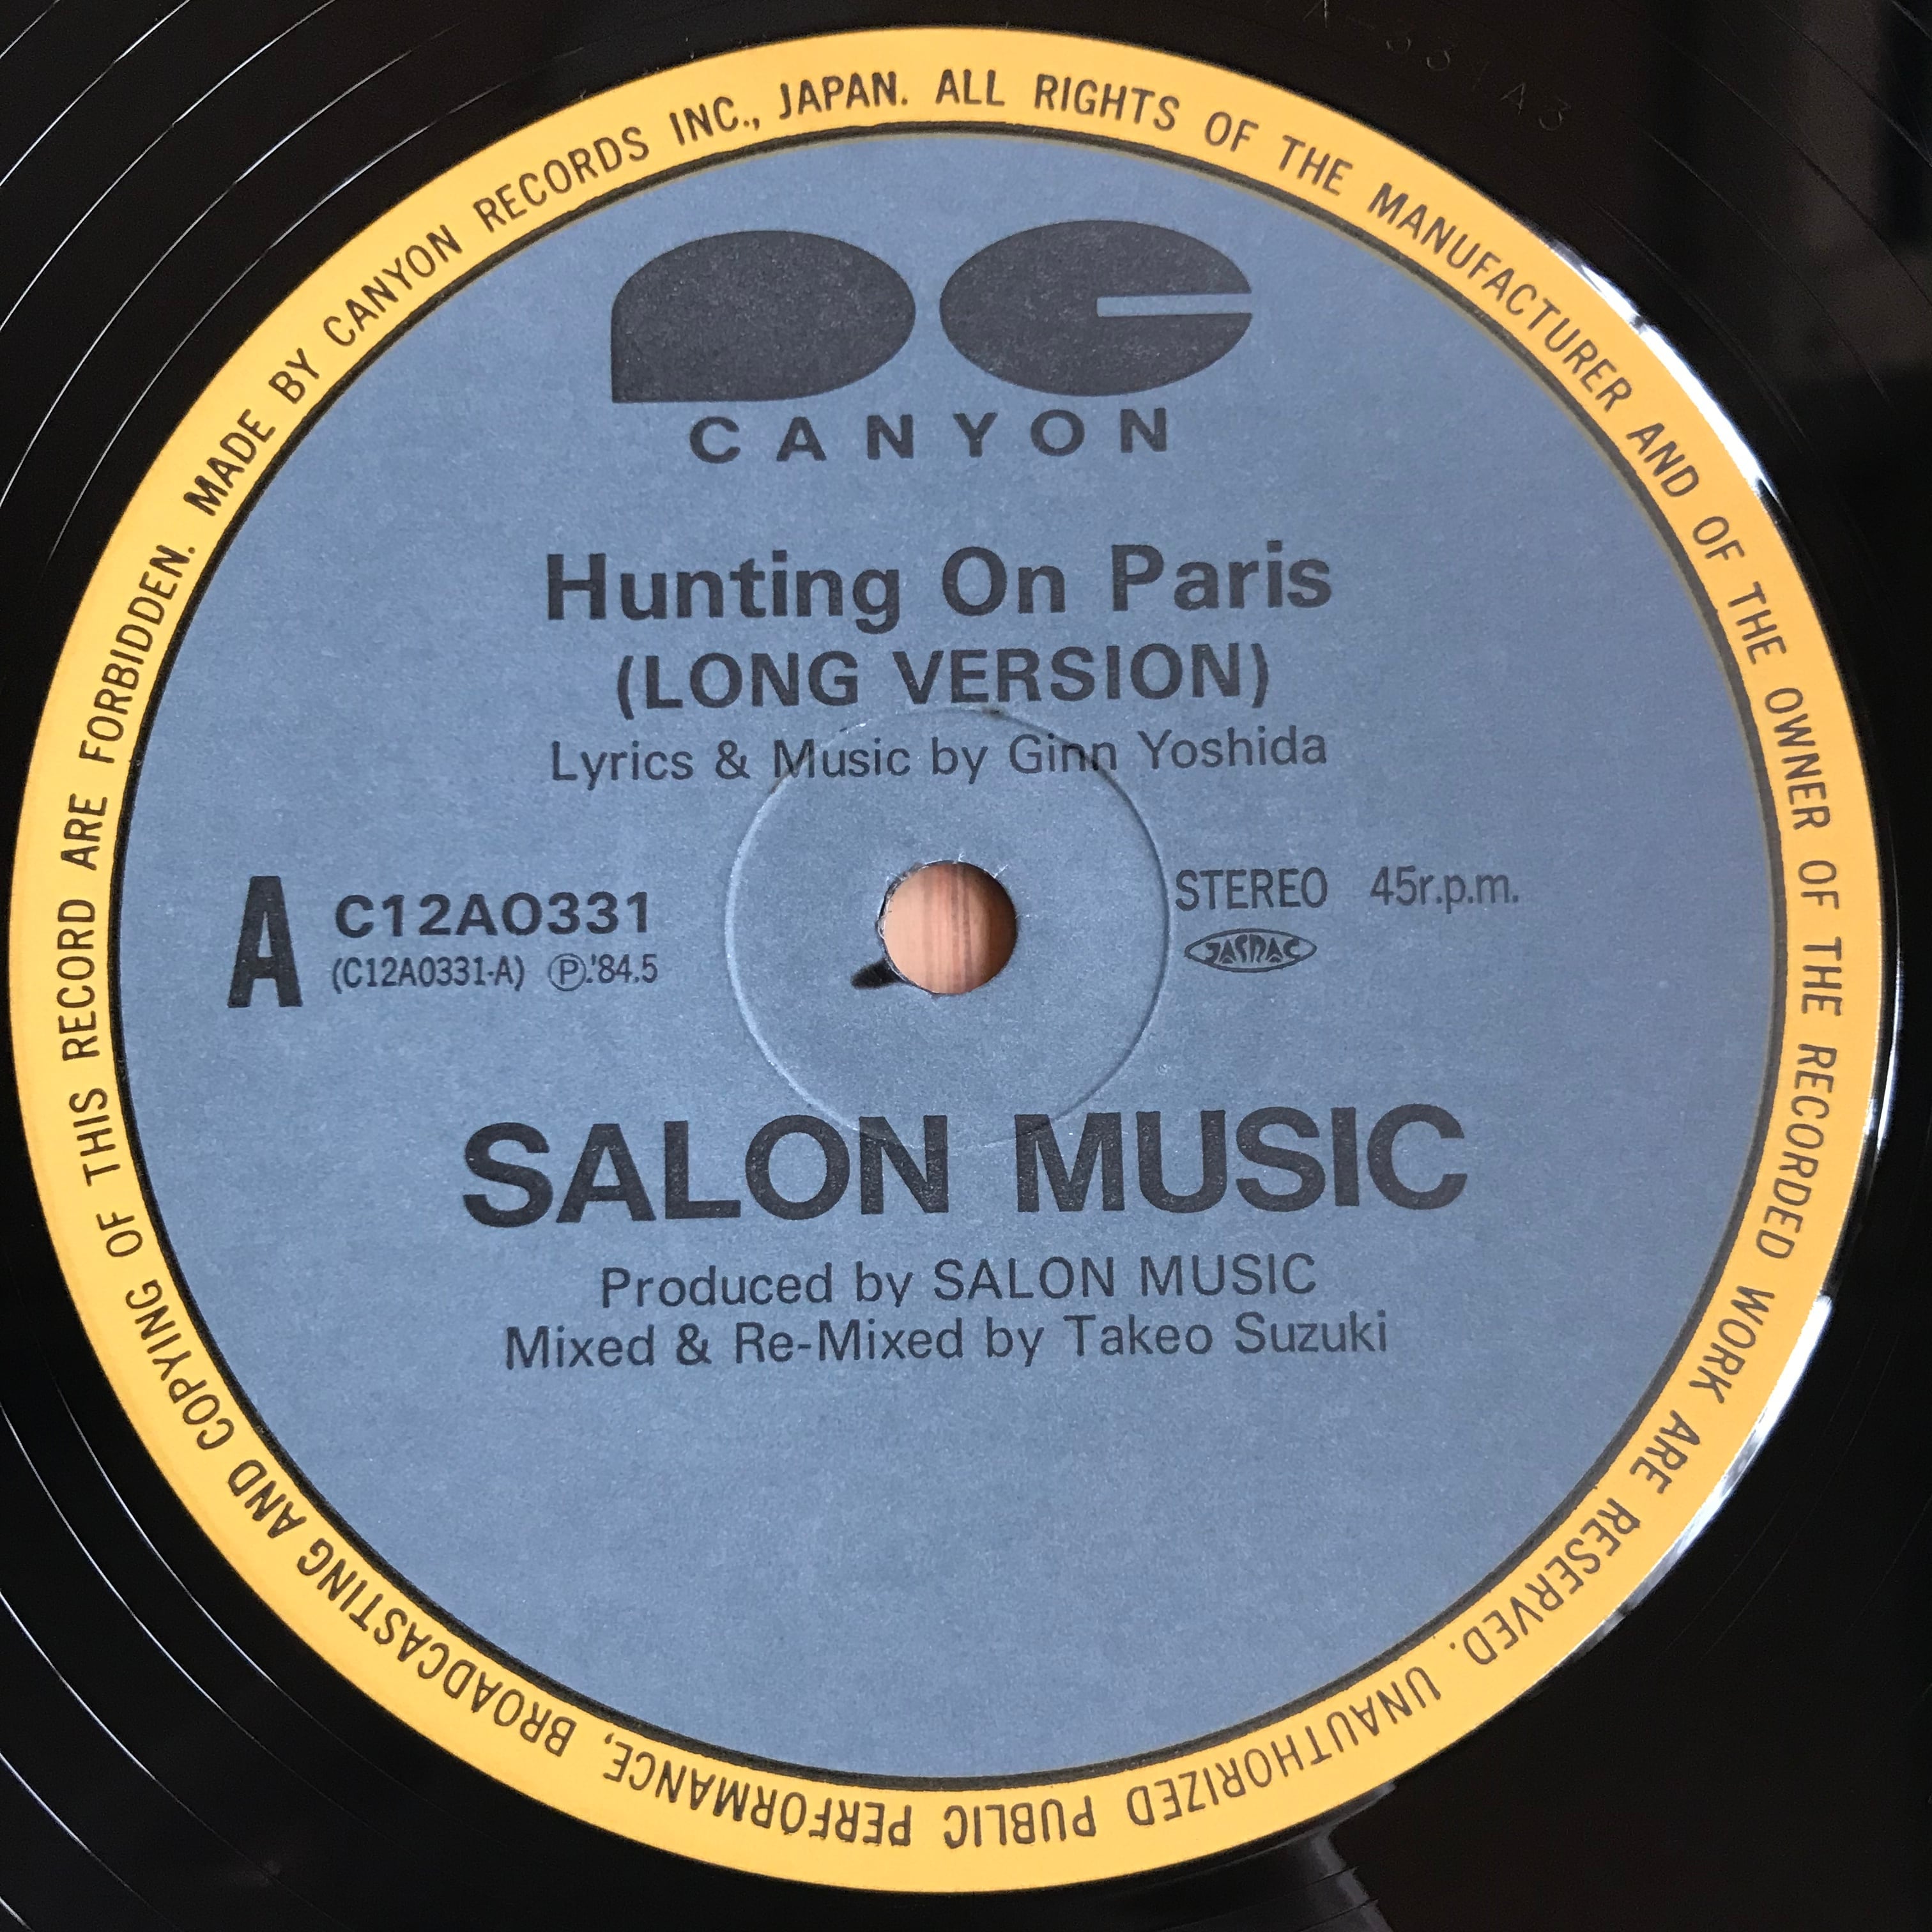 MADE BY CANYON RECORDS INC., JAPAN. ALL RIGHTS OF THE MANUFACTURER AND OF THE OWNER OF THE RECORDED WORK ARE RESERVED. UNAUTHORIZED PUBLIC PERFORMANCE, BROADCASTING AND COPYING OF THIS RECORD ARE FORBIDDEN.
CANYON
Hunting On Paris
(LONG VERSION)
Lyrics & Music by Ginn Yoshida
A C12A0331
(C12A0331-A) Ⓟ.'84.5
STEREO 45r.p.m.
JASRAC
SALON MUSIC
Produced by SALON MUSIC
Mixed & Re-Mixed by Takeo Suzuki